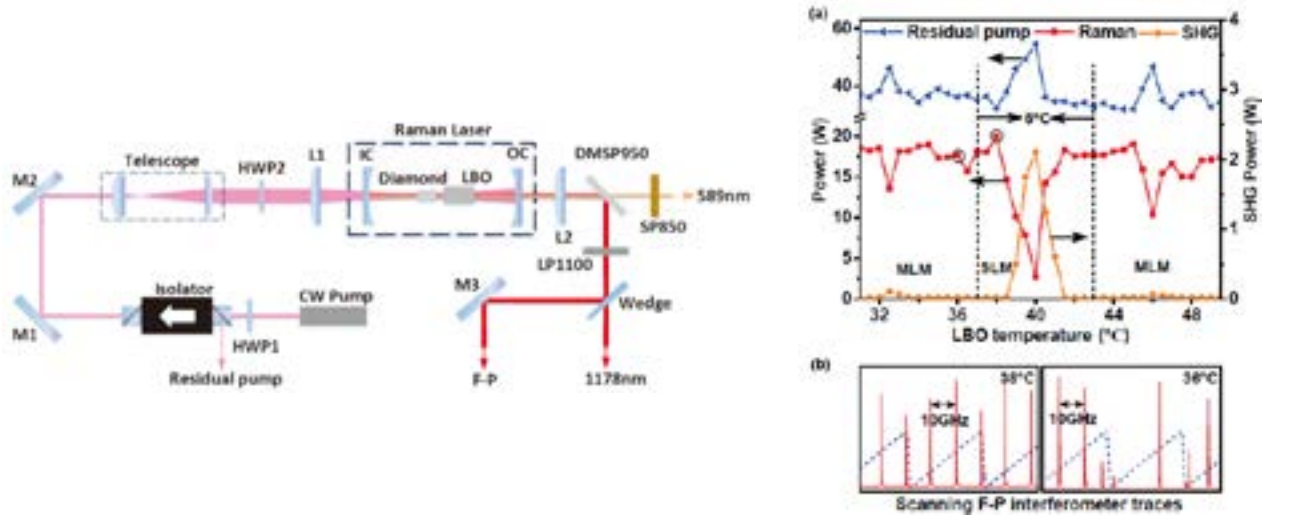 Raman Laser
Telescope
HWP2
L1
IC
OC
DMSP950
M2
Diamond
LBO
589nm
SP850
L2
LP1100
M3
Wedge
Isolator
CW Pump
M1
HWP1
Residual pump
F-P
1178nm
(a)
Residual pump
Raman
SHG
60
40
20
15
10
5
0
Power (W)
4
3
2
1
0
SHG Power (W)
6°C
MLM
SLM
MLM
32
36
40
44
48
LBO temperature (°C)
(b)
38°C
10GHz
36°C
10GHz
Scanning F-P interferometer traces